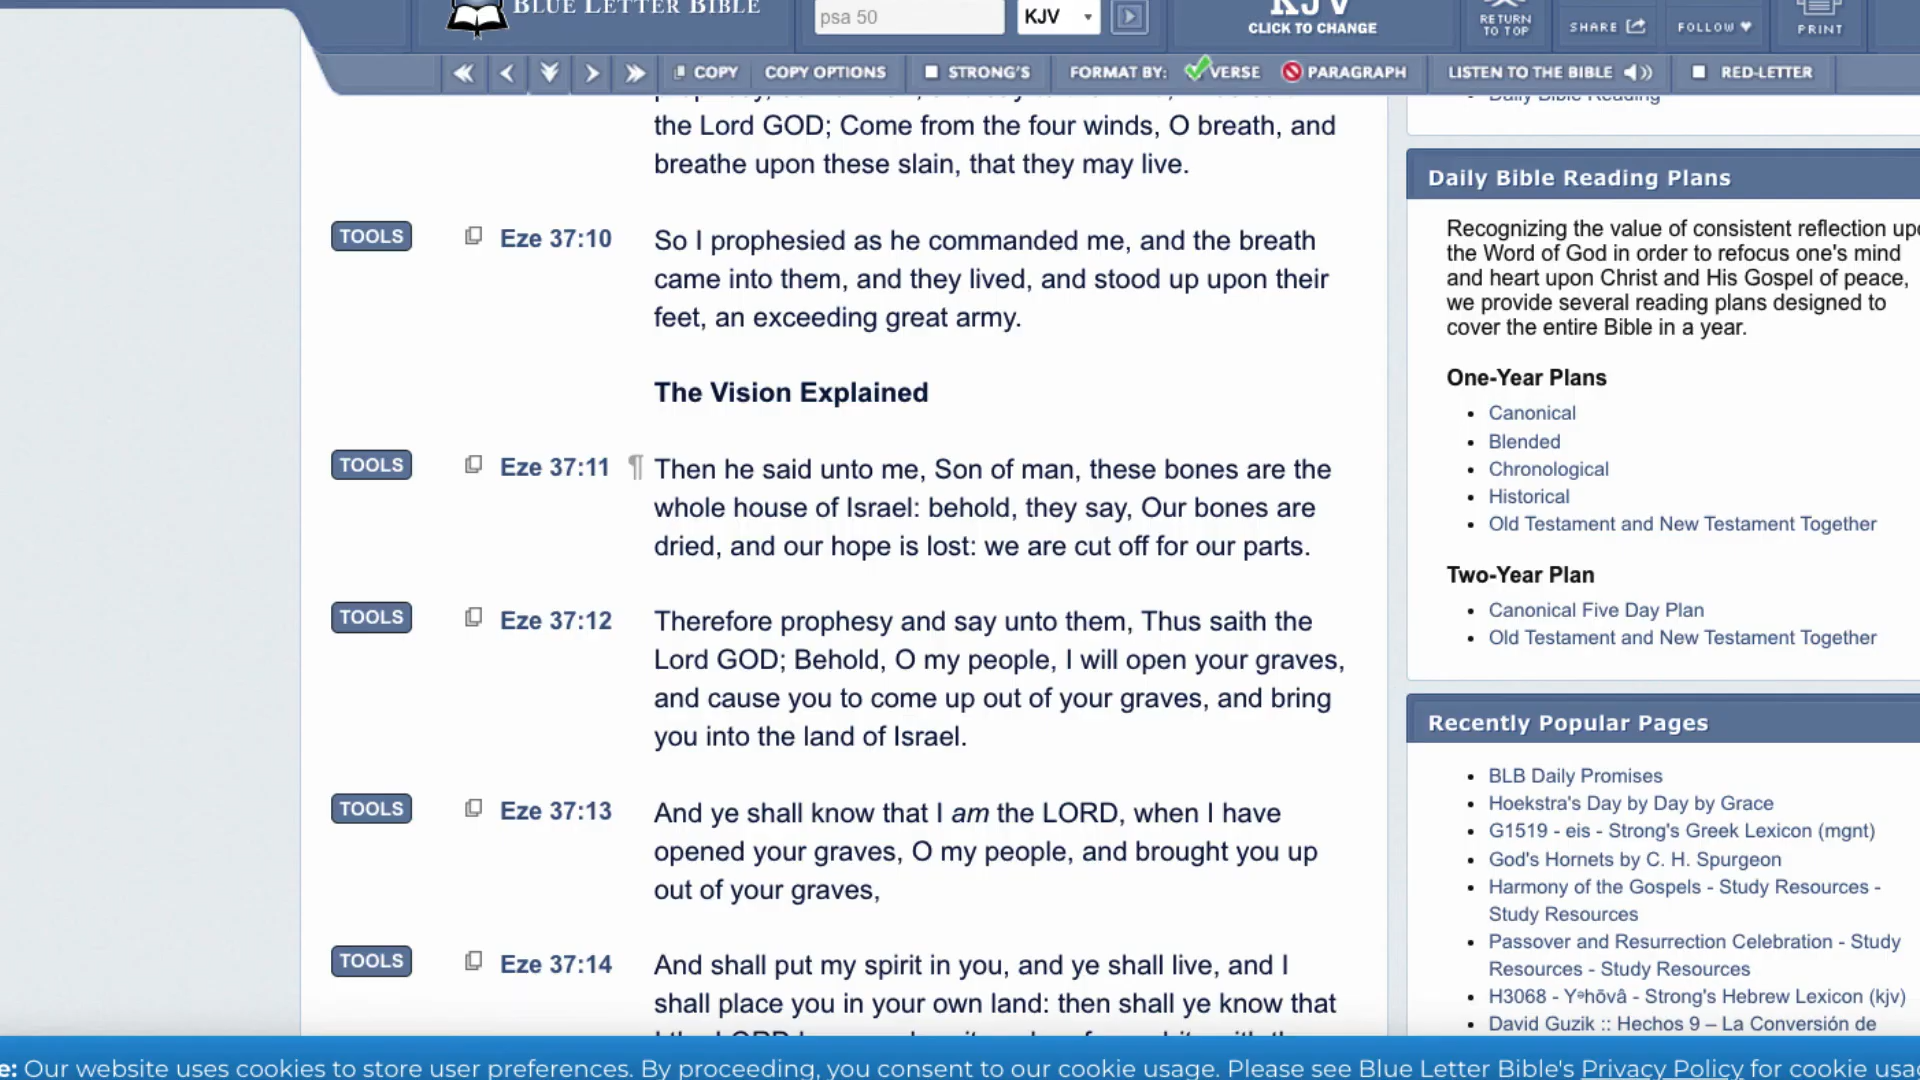 BLUE LETTER BIBLE
psa 50
KJV
KJV
CLICK TO CHANGE
RETURN
TO TOP
SHARE
FOLLOW
PRINT
COPY
COPY OPTIONS
STRONG'S
FORMAT BY:
VERSE
PARAGRAPH
LISTEN TO THE BIBLE
RED-LETTER
the Lord GOD; Come from the four winds, O breath, and
breathe upon these slain, that they may live.
TOOLS
Eze 37:10
So I prophesied as he commanded me, and the breath
came into them, and they lived, and stood up upon their
feet, an exceeding great army.
The Vision Explained
TOOLS
Eze 37:11
¶ Then he said unto me, Son of man, these bones are the
whole house of Israel: behold, they say, Our bones are
dried, and our hope is lost: we are cut off for our parts.
TOOLS
Eze 37:12
Therefore prophesy and say unto them, Thus saith the
Lord GOD; Behold, O my people, I will open your graves,
and cause you to come up out of your graves, and bring
you into the land of Israel.
TOOLS
Eze 37:13
And ye shall know that I am the LORD, when I have
opened your graves, O my people, and brought you up
out of your graves,
TOOLS
Eze 37:14
And shall put my spirit in you, and ye shall live, and I
shall place you in your own land: then shall ye know that
Daily Bible Reading
Daily Bible Reading Plans
Recognizing the value of consistent reflection upo
the Word of God in order to refocus one's mind
and heart upon Christ and His Gospel of peace,
we provide several reading plans designed to
cover the entire Bible in a year.
One-Year Plans
Canonical
Blended
Chronological
Historical
Old Testament and New Testament Together
Two-Year Plan
Canonical Five Day Plan
Old Testament and New Testament Together
Recently Popular Pages
BLB Daily Promises
Hoekstra's Day by Day by Grace
G1519 - eis - Strong's Greek Lexicon (mgnt)
God's Hornets by C. H. Spurgeon
Harmony of the Gospels - Study Resources -
Study Resources
Passover and Resurrection Celebration - Study
Resources - Study Resources
H3068 - Yᵊhōvâ - Strong's Hebrew Lexicon (kjv)
David Guzik :: Hechos 9 – La Conversión de
e: Our website uses cookies to store user preferences. By proceeding, you consent to our cookie usage. Please see Blue Letter Bible's Privacy Policy for cookie usa